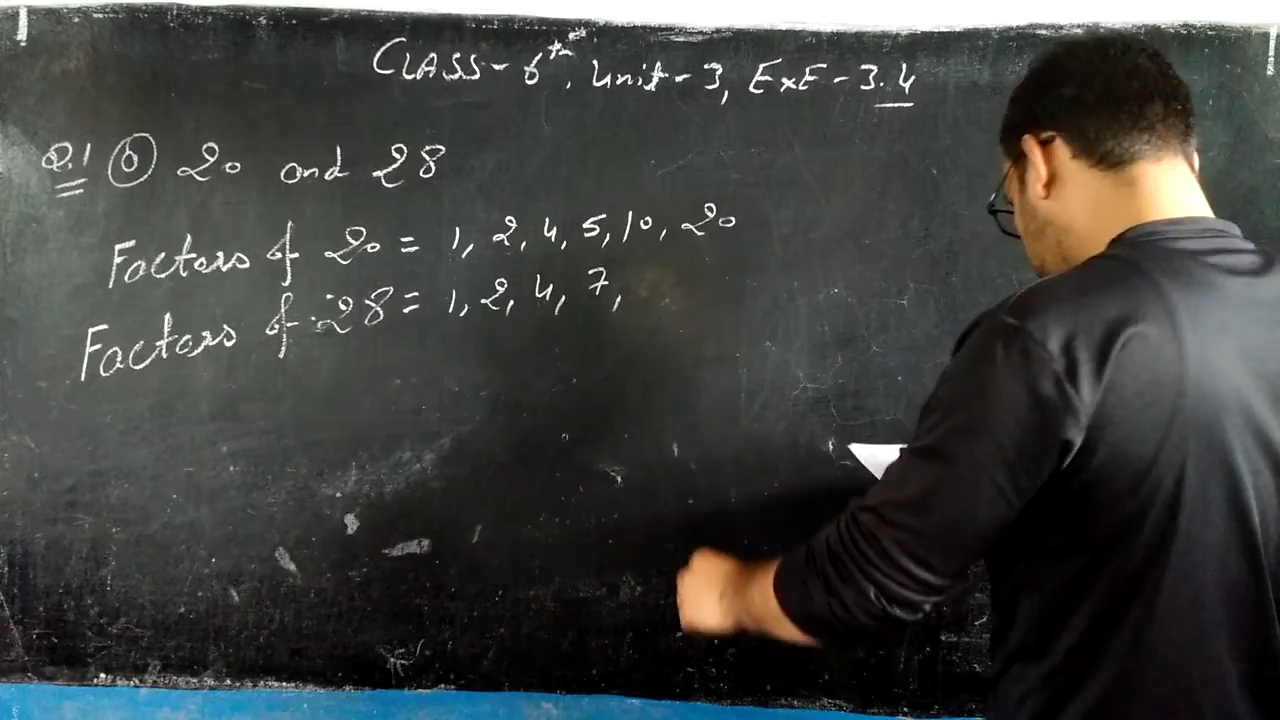 CLASS-6th, Unit-3, ExE-3.4
Q.1 (b) 20 and 28
Factors of 20 = 1, 2, 4, 5, 10, 20
Factors of 28 = 1, 2, 4, 7,